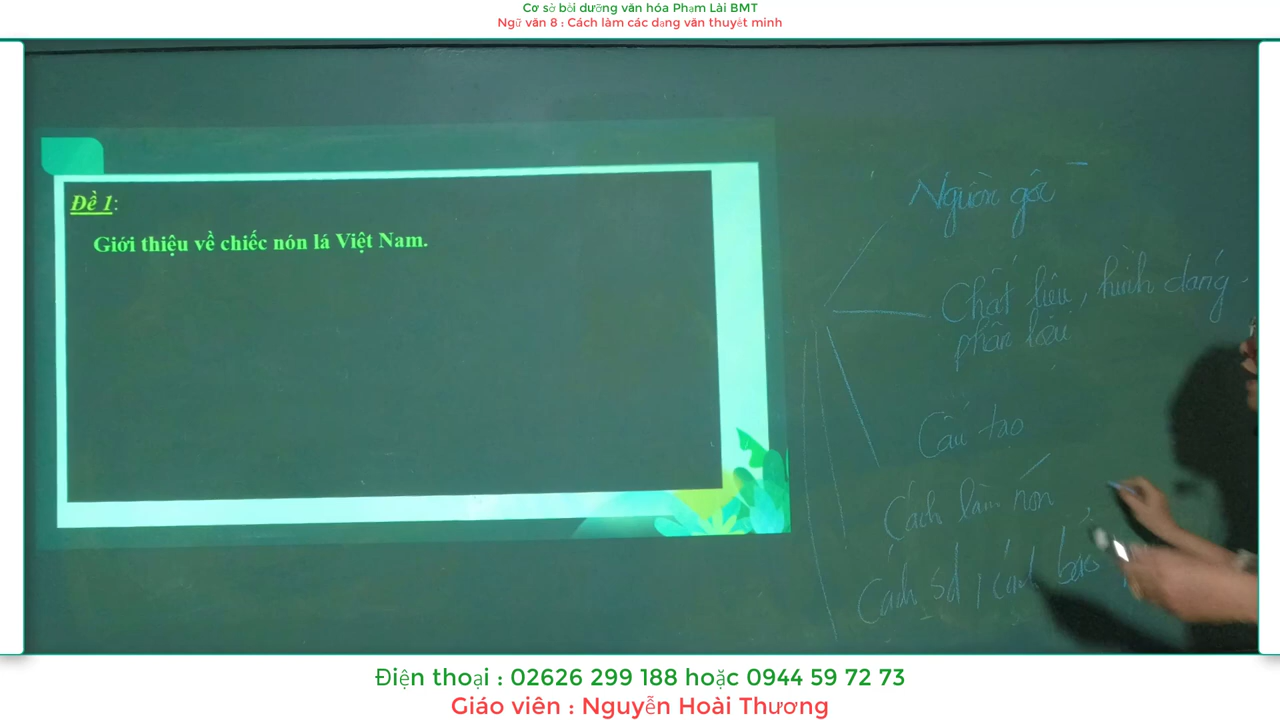 Cơ sở bồi dưỡng văn hóa Phạm Lài BMT
Ngữ văn 8 : Cách làm các dạng văn thuyết minh
Đề 1:
Giới thiệu về chiếc nón lá Việt Nam.
Nguồn gốc
Chất liệu, hình dáng,
phân loại
Cấu tạo
Cách làm nón
Cách sd, cách bảo
Điện thoại : 02626 299 188 hoặc 0944 59 72 73
Giáo viên : Nguyễn Hoài Thương